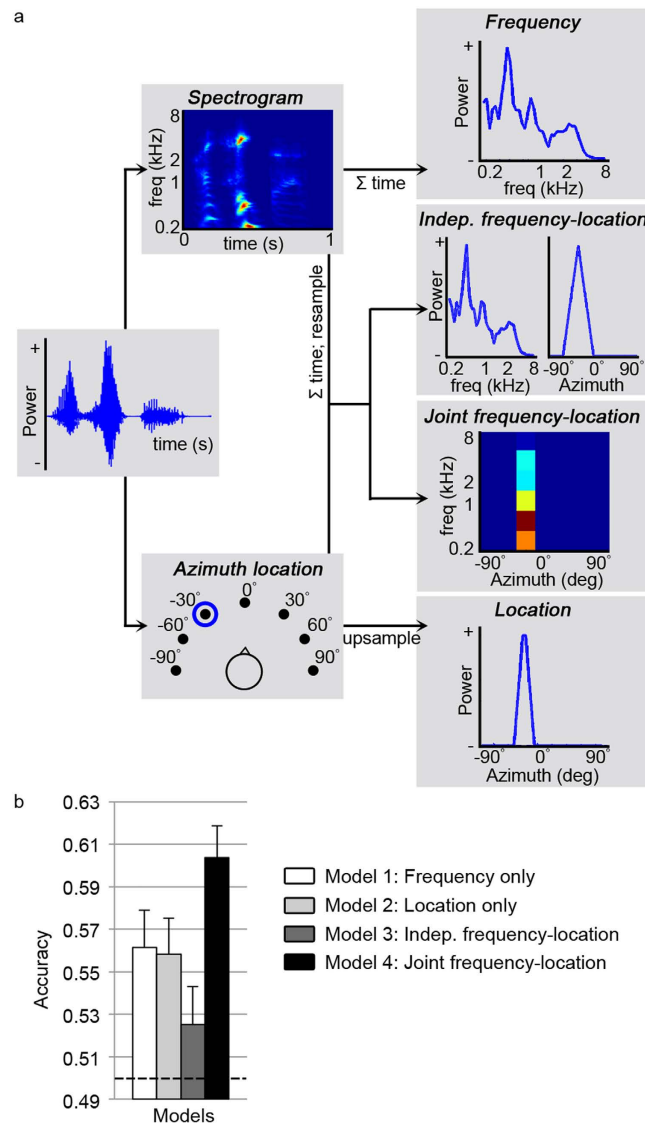 a
Spectrogram
8
2
1
0.2
freq (kHz)
0
time (s)
1
Σ time
Σ time; resample
+
Power
-
time (s)
Azimuth location
-90°
-60°
-30°
0°
30
60°
90°
upsample
Frequency
+
Power
-
0.2
1
2
8
freq (kHz)
Indep. frequency-location
+
Power
-
0.2
1
2
8
freq (kHz)
-90°
0°
90°
Azimuth
Joint frequency-location
8
2
1
0.2
freq (kHz)
-90°
0°
90°
Azimuth (deg)
Location
+
Power
-
-90°
0°
90°
Azimuth (deg)
b
0.63
0.61
0.59
0.57
0.55
0.53
0.51
0.49
Accuracy
Models
Model 1: Frequency only
Model 2: Location only
Model 3: Indep. frequency-location
Model 4: Joint frequency-location